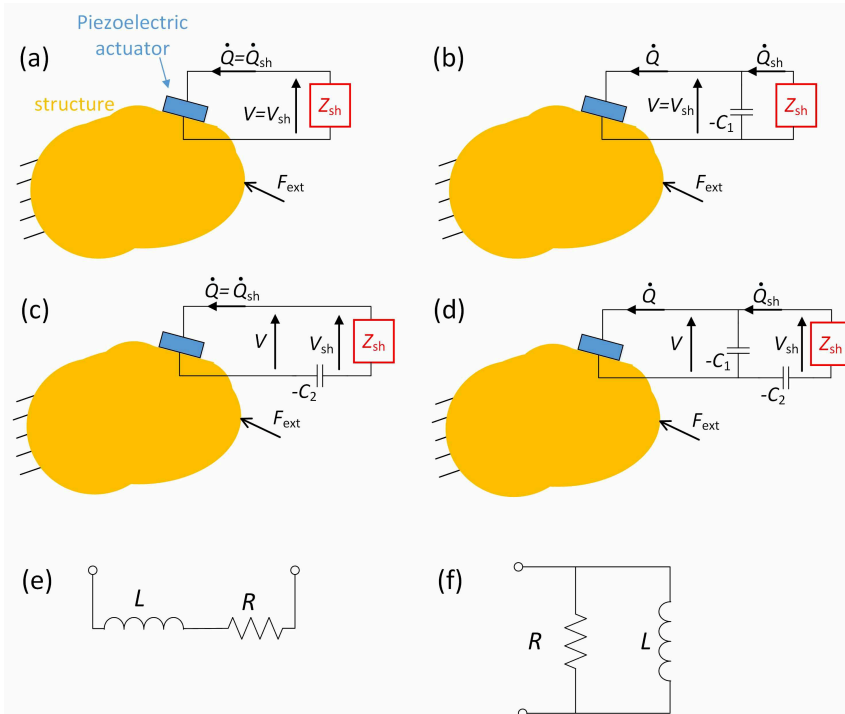 (a)
Piezoelectric
actuator
structure
Q̇=Q̇sh
V=Vsh
Zsh
Fext
(b)
Q̇
Q̇sh
V=Vsh
-C1
Zsh
Fext
(c)
Q̇=Q̇sh
V
Vsh
Zsh
-C2
Fext
(d)
Q̇
Q̇sh
V
-C1
Vsh
Zsh
-C2
Fext
(e)
L
R
(f)
R
L